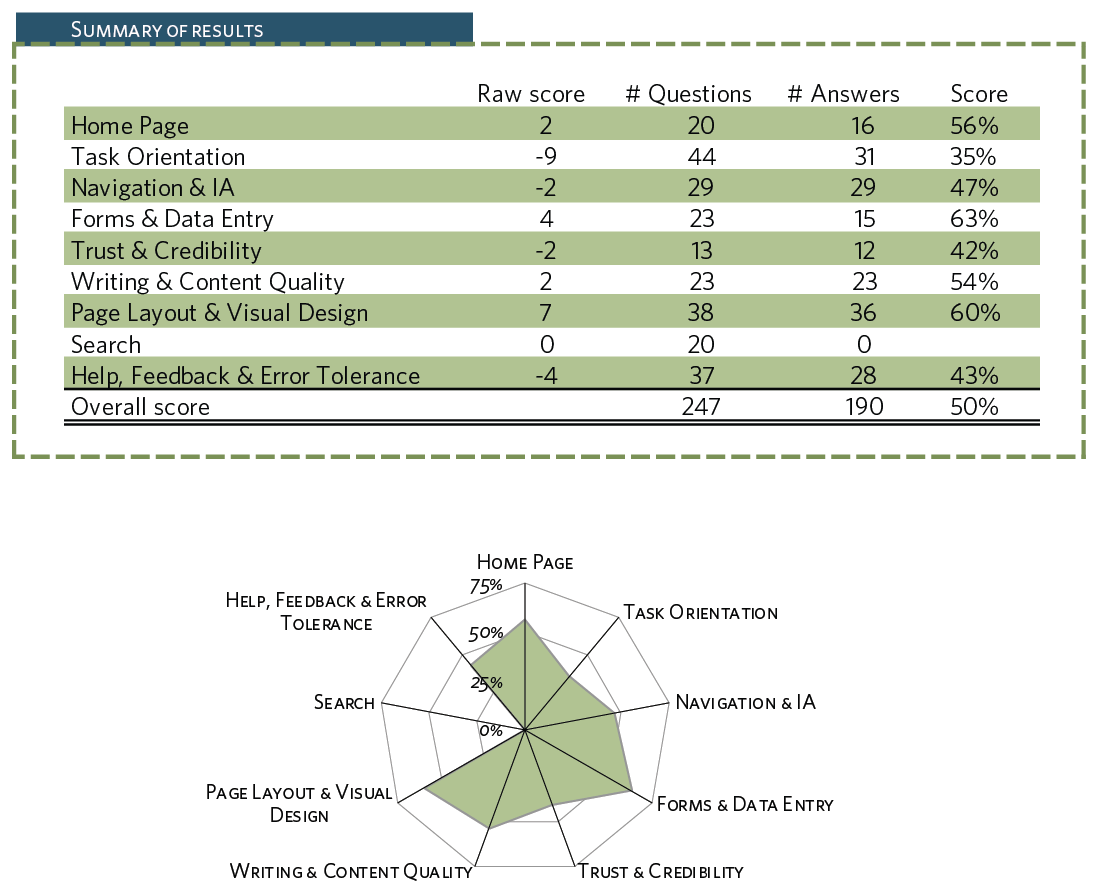 Summary of results
Raw score # Questions # Answers Score
Home Page 2 20 16 56%
Task Orientation -9 44 31 35%
Navigation & IA -2 29 29 47%
Forms & Data Entry 4 23 15 63%
Trust & Credibility -2 13 12 42%
Writing & Content Quality 2 23 23 54%
Page Layout & Visual Design 7 38 36 60%
Search 0 20 0
Help, Feedback & Error Tolerance -4 37 28 43%
Overall score 247 190 50%
Home Page
75%
Help, Feedback & Error
Tolerance
Task Orientation
50%
25%
Search
Navigation & IA
0%
Page Layout & Visual
Design
Forms & Data Entry
Writing & Content Quality
Trust & Credibility